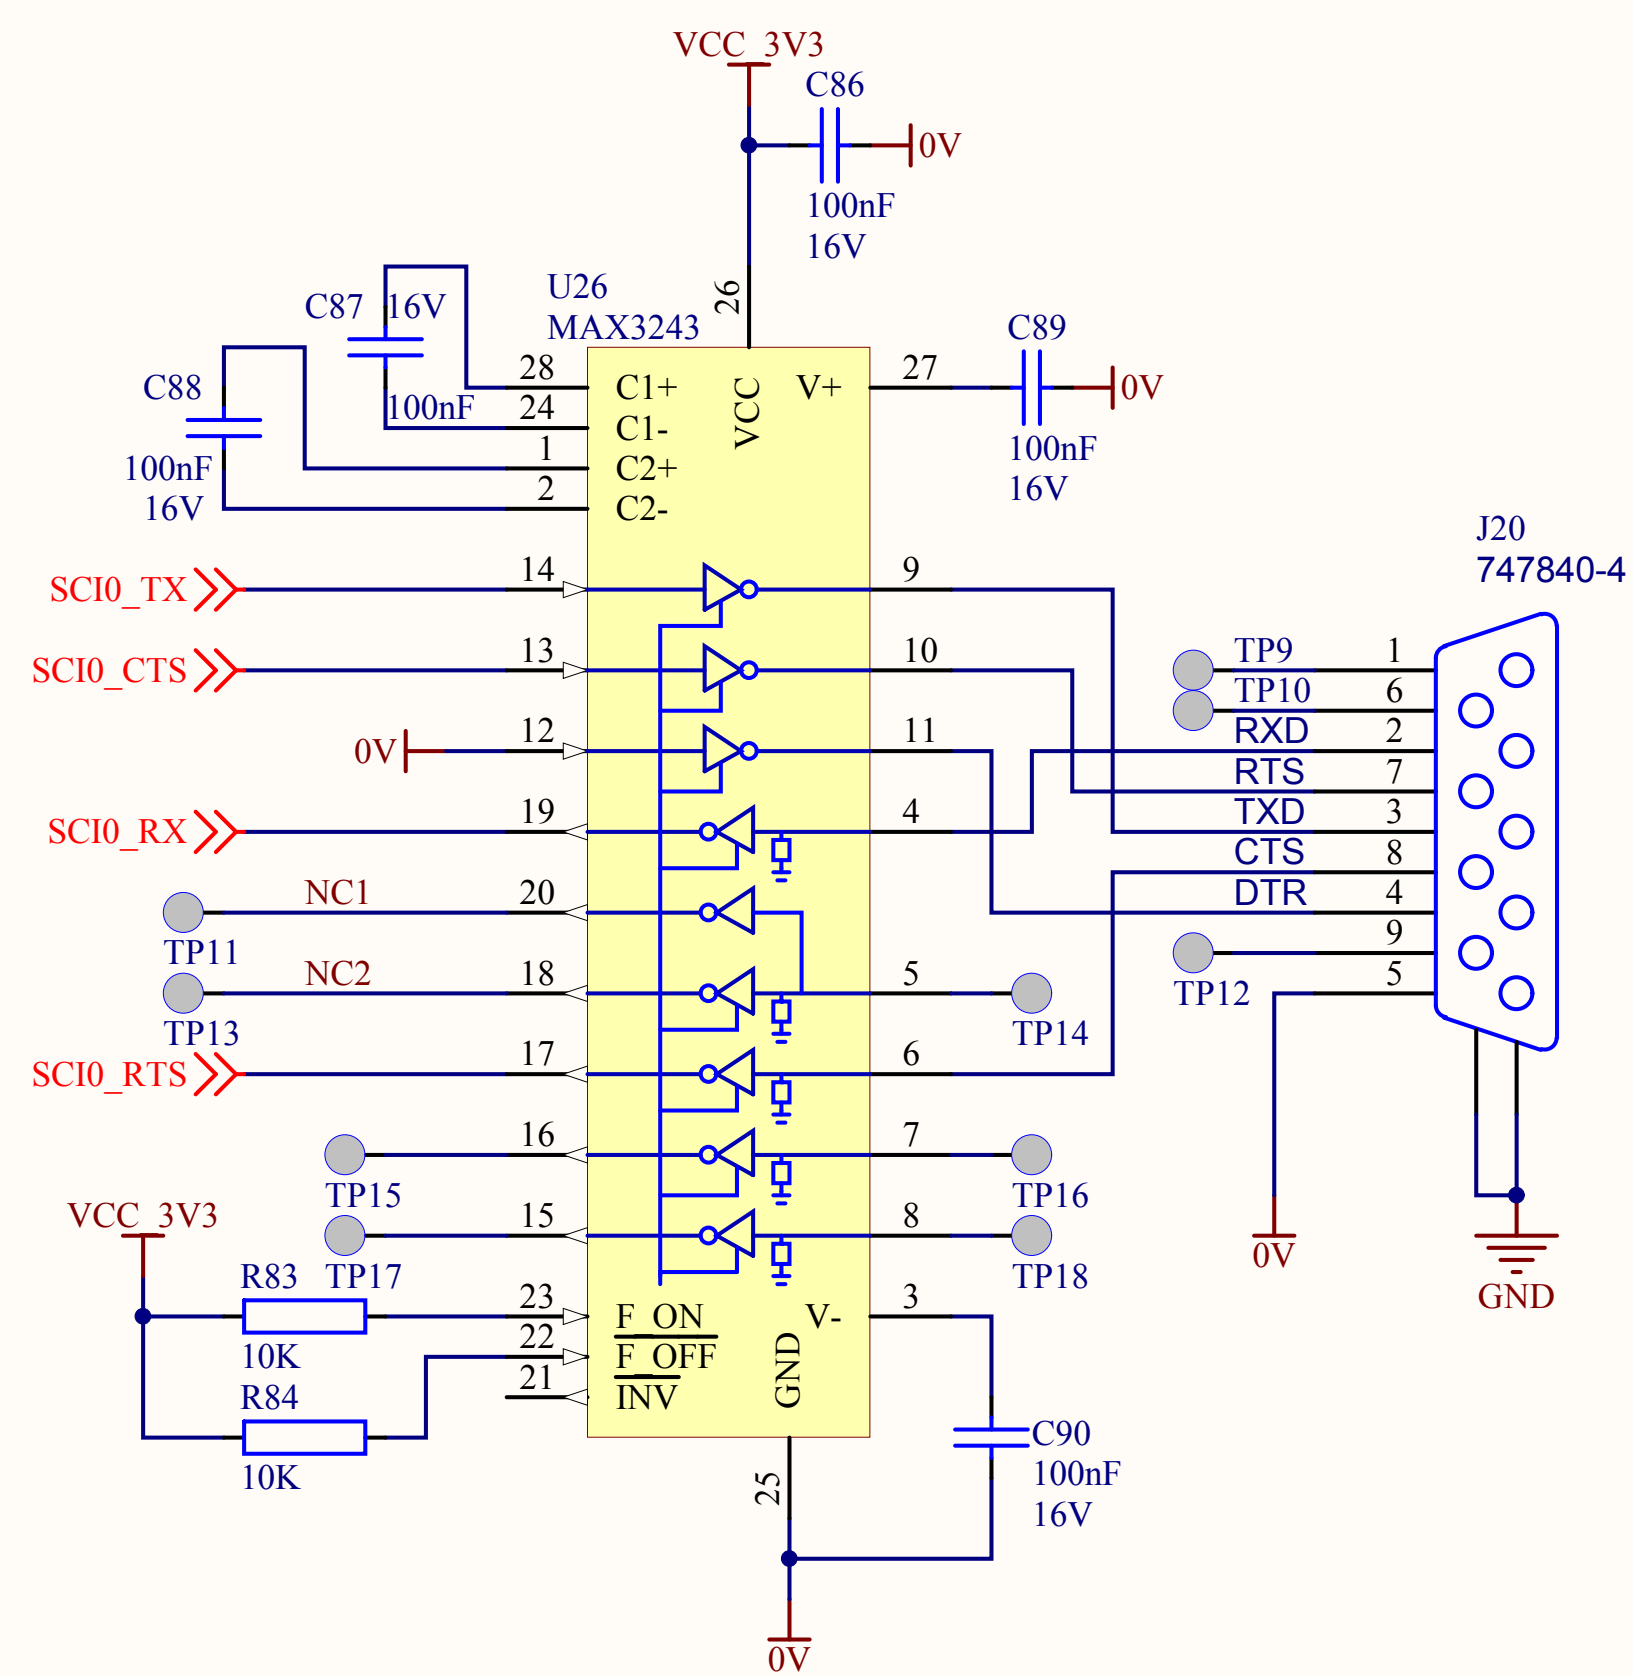 VCC_3V3
C86
0V
100nF
16V
U26
MAX3243
26
C87
16V
100nF
C88
100nF
16V
28
C1+
24
C1-
1
C2+
2
C2-
VCC
V+
27
C89
0V
100nF
16V
J20
747840-4
SCI0_TX
14
9
SCI0_CTS
13
10
0V
12
11
SCI0_RX
19
4
NC1
20
TP11
NC2
18
5
TP13
TP14
SCI0_RTS
17
6
16
7
TP15
TP16
15
8
TP17
TP18
TP9
1
TP10
6
RXD
2
RTS
7
TXD
3
CTS
8
DTR
4
9
TP12
5
0V
GND
VCC_3V3
R83
10K
R84
10K
23
F_ON
22
F_OFF
21
INV
V-
3
GND
25
C90
100nF
16V
0V